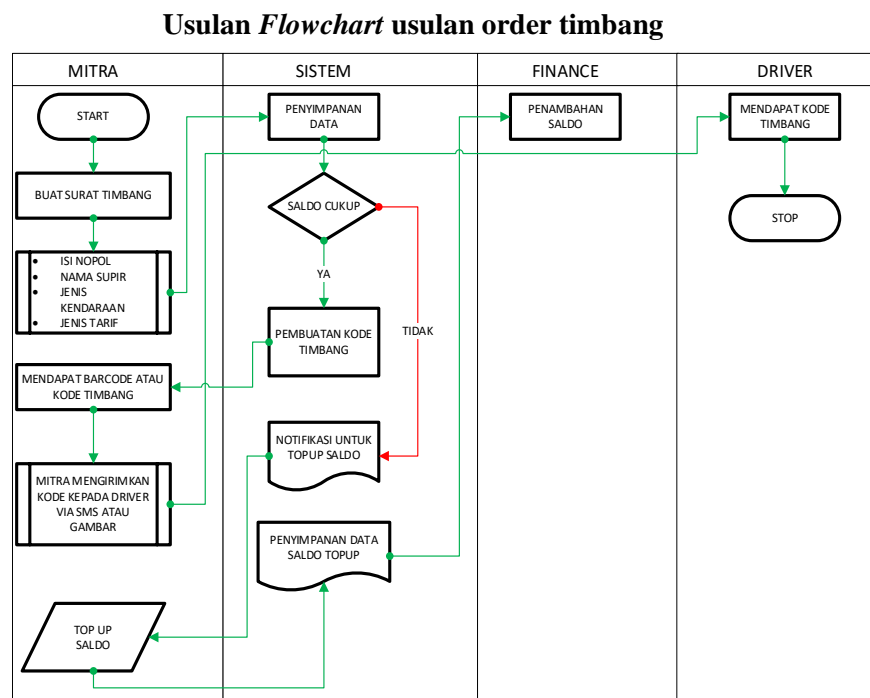 Usulan Flowchart usulan order timbang
MITRA
SISTEM
FINANCE
DRIVER
START
BUAT SURAT TIMBANG
• ISI NOPOL
• NAMA SUPIR
• JENIS
KENDARAAN
• JENIS TARIF
MENDAPAT BARCODE ATAU
KODE TIMBANG
MITRA MENGIRIMKAN
KODE KEPADA DRIVER
VIA SMS ATAU
GAMBAR
TOP UP
SALDO
PENYIMPANAN
DATA
SALDO CUKUP
YA
TIDAK
PEMBUATAN KODE
TIMBANG
NOTIFIKASI UNTUK
TOPUP SALDO
PENYIMPANAN DATA
SALDO TOPUP
PENAMBAHAN
SALDO
MENDAPAT KODE
TIMBANG
STOP